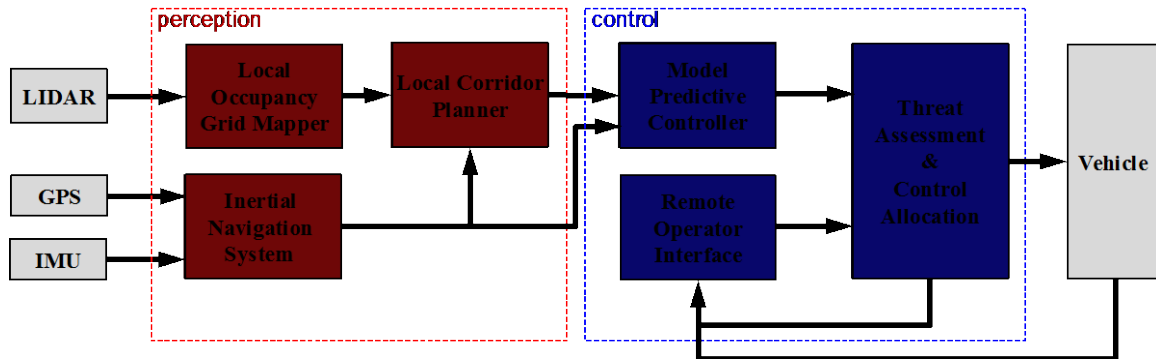 perception
control
LIDAR
Local
Occupancy
Grid Mapper
Local Corridor
Planner
Model
Predictive
Controller
Threat
Assessment
&
Control
Allocation
Vehicle
GPS
IMU
Inertial
Navigation
System
Remote
Operator
Interface